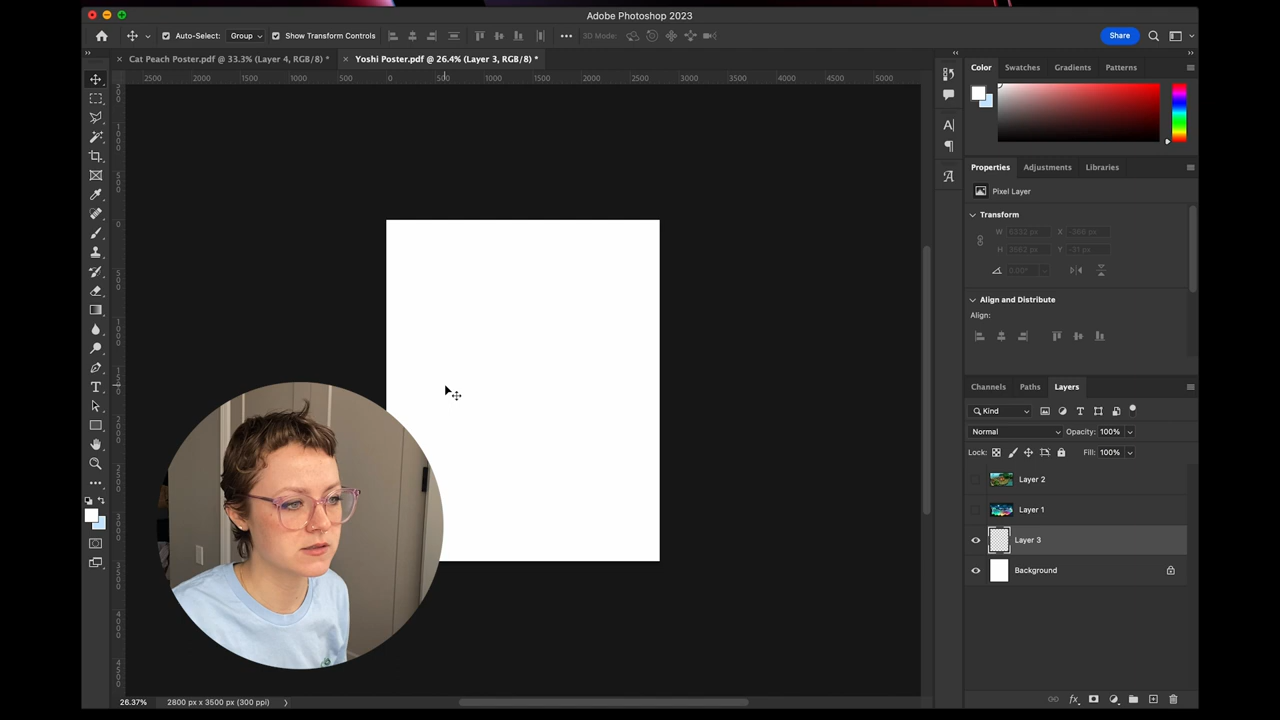 Adobe Photoshop 2023
Auto-Select: Group Show Transform Controls 3D Mode: Share
Cat Peach Poster.pdf @ 33.3% (Layer 4, RGB/8) * Yoshi Poster.pdf @ 26.4% (Layer 3, RGB/8) *
2500 2000 1500 1000 500 0 500 1000 1500 2000 2500 3000 3500 4000 4500 5000
Color Swatches Gradients Patterns
Properties Adjustments Libraries
Pixel Layer
Transform
W X
H Y
0.00°
Align and Distribute
Align:
Channels Paths Layers
Kind
Normal Opacity: 100%
Lock: Fill: 100%
Layer 2
Layer 1
Layer 3
Background
26.37% 2800 px x 3500 px (300 ppi)